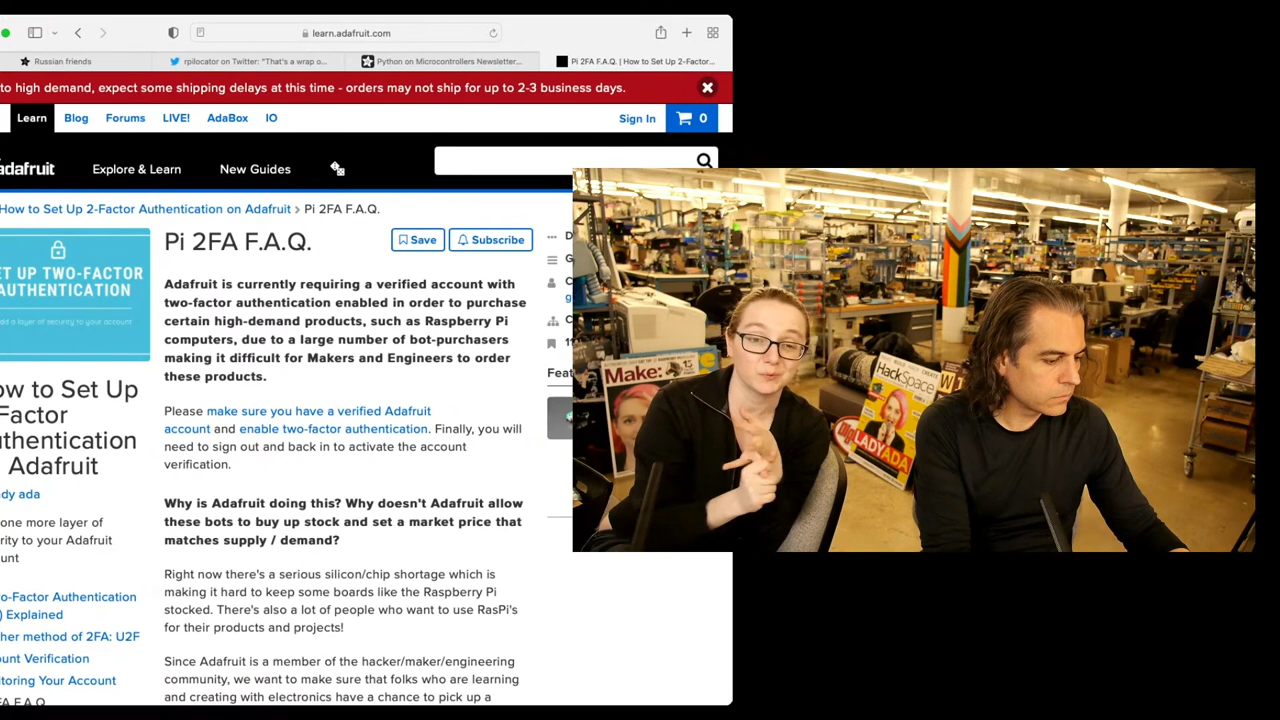 learn.adafruit.com
Russian friends
rpilocator on Twitter: "That's a wrap o...
Python on Microcontrollers Newsletter...
Pi 2FA F.A.Q. | How to Set Up 2-Factor...
to high demand, expect some shipping delays at this time - orders may not ship for up to 2-3 business days.
Learn Blog Forums LIVE! AdaBox IO Sign In 0
adafruit Explore & Learn New Guides
How to Set Up 2-Factor Authentication on Adafruit > Pi 2FA F.A.Q.
ET UP TWO-FACTOR
AUTHENTICATION
add a layer of security to your account
ow to Set Up
Factor
uthentication
Adafruit
dy ada
one more layer of
rity to your Adafruit
unt
o-Factor Authentication
) Explained
her method of 2FA: U2F
ount Verification
itoring Your Account
FA F.A.Q.
Pi 2FA F.A.Q.
Save Subscribe
Adafruit is currently requiring a verified account with
two-factor authentication enabled in order to purchase
certain high-demand products, such as Raspberry Pi
computers, due to a large number of bot-purchasers
making it difficult for Makers and Engineers to order
these products.
Please make sure you have a verified Adafruit
account and enable two-factor authentication. Finally, you will
need to sign out and back in to activate the account
verification.
Why is Adafruit doing this? Why doesn't Adafruit allow
these bots to buy up stock and set a market price that
matches supply / demand?
Right now there's a serious silicon/chip shortage which is
making it hard to keep some boards like the Raspberry Pi
stocked. There's also a lot of people who want to use RasPi's
for their products and projects!
Since Adafruit is a member of the hacker/maker/engineering
community, we want to make sure that folks who are learning
and creating with electronics have a chance to pick up a
D
G
C
g
C
Feat
Make:
15
HackSpace
LADYADA